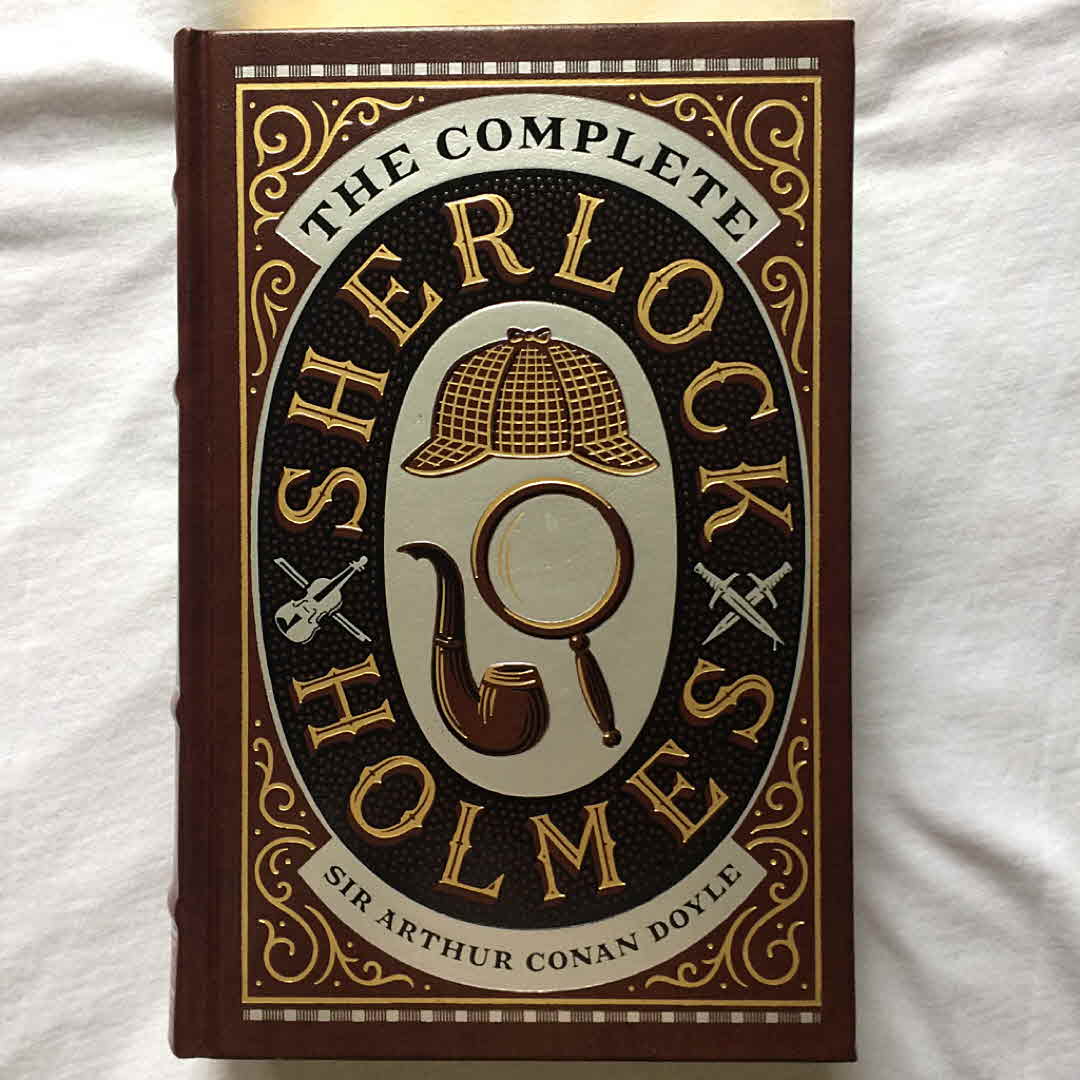 THE COMPLETE
SHERLOCK
HOLMES
SIR ARTHUR CONAN DOYLE